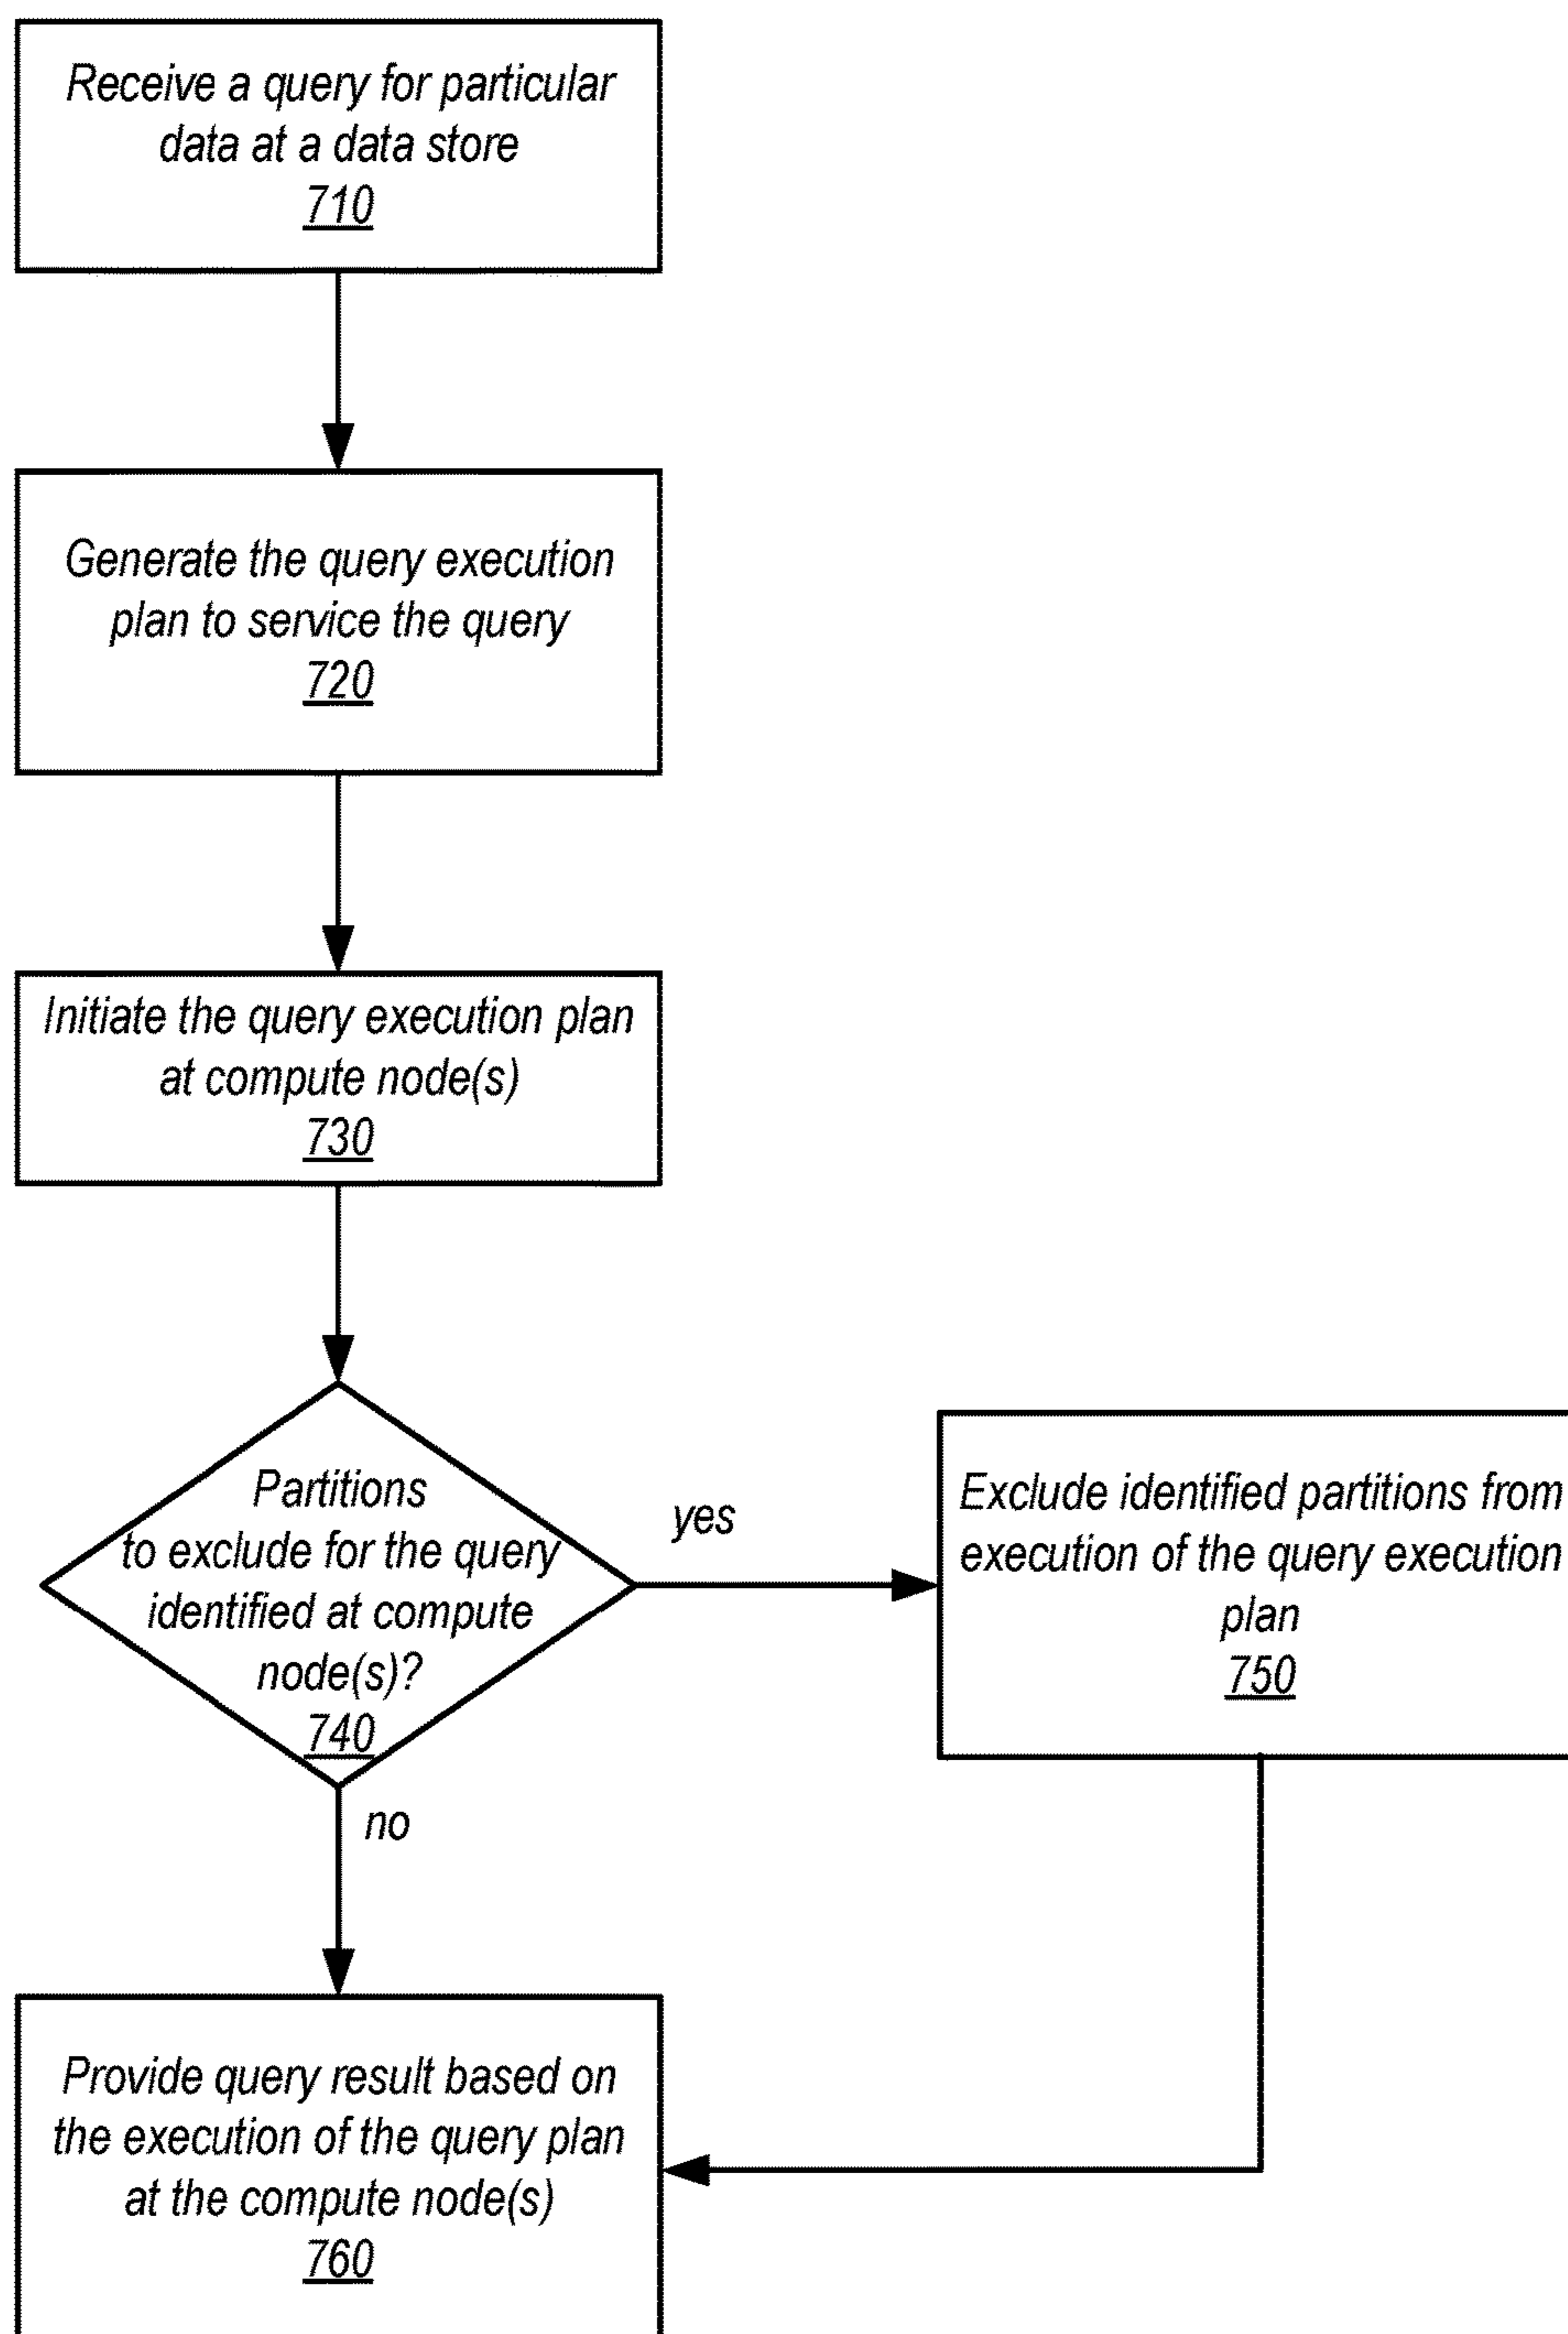 Receive a query for particular
data at a data store
710
Generate the query execution
plan to service the query
720
Initiate the query execution plan
at compute node(s)
730
Partitions
to exclude for the query
identified at compute
node(s)?
740
yes
Exclude identified partitions from
execution of the query execution
plan
750
no
Provide query result based on
the execution of the query plan
at the compute node(s)
760